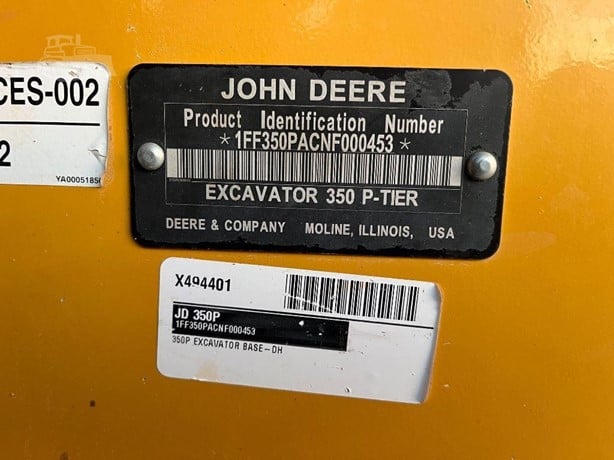 CES-002
2
YA00051850
JOHN DEERE
Product Identification Number
*1FF350PACNF000453*
EXCAVATOR 350 P-TIER
DEERE & COMPANY MOLINE, ILLINOIS, USA
X494401
JD 350P
1FF350PACNF000453
350P EXCAVATOR BASE-DH